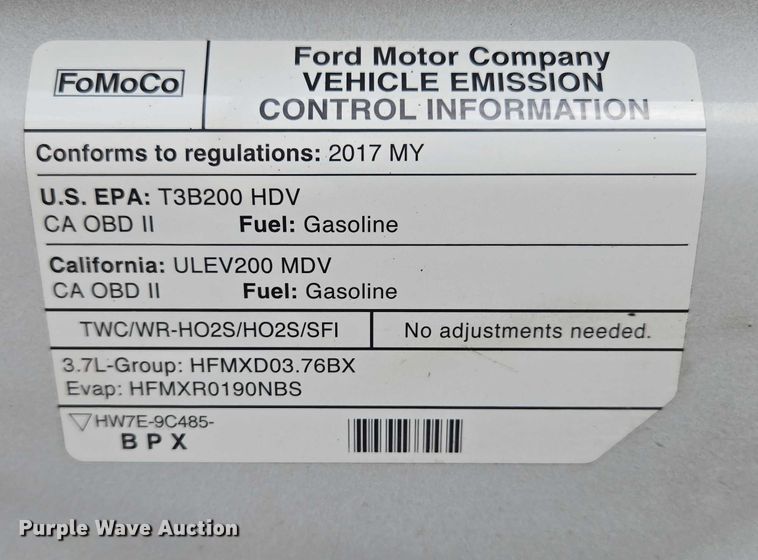 FoMoCo
Ford Motor Company
VEHICLE EMISSION
CONTROL INFORMATION
Conforms to regulations: 2017 MY
U.S. EPA: T3B200 HDV
CA OBD II Fuel: Gasoline
California: ULEV200 MDV
CA OBD II Fuel: Gasoline
TWC/WR-HO2S/HO2S/SFI No adjustments needed.
3.7L-Group: HFMXD03.76BX
Evap: HFMXR0190NBS
HW7E-9C485-
B P X
Purple Wave Auction